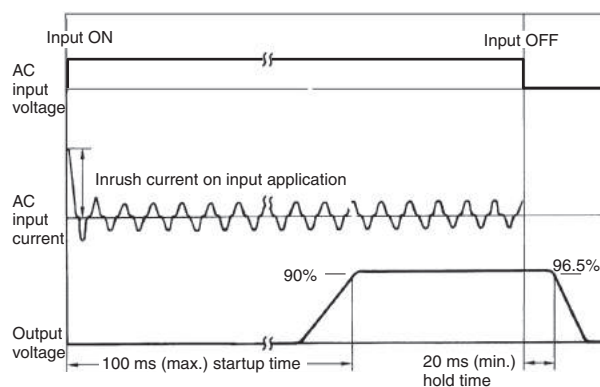 Input ON
Input OFF
AC
input
voltage
Inrush current on input application
AC
input
current
90%
96.5%
Output
voltage
100 ms (max.) startup time
20 ms (min.)
hold time